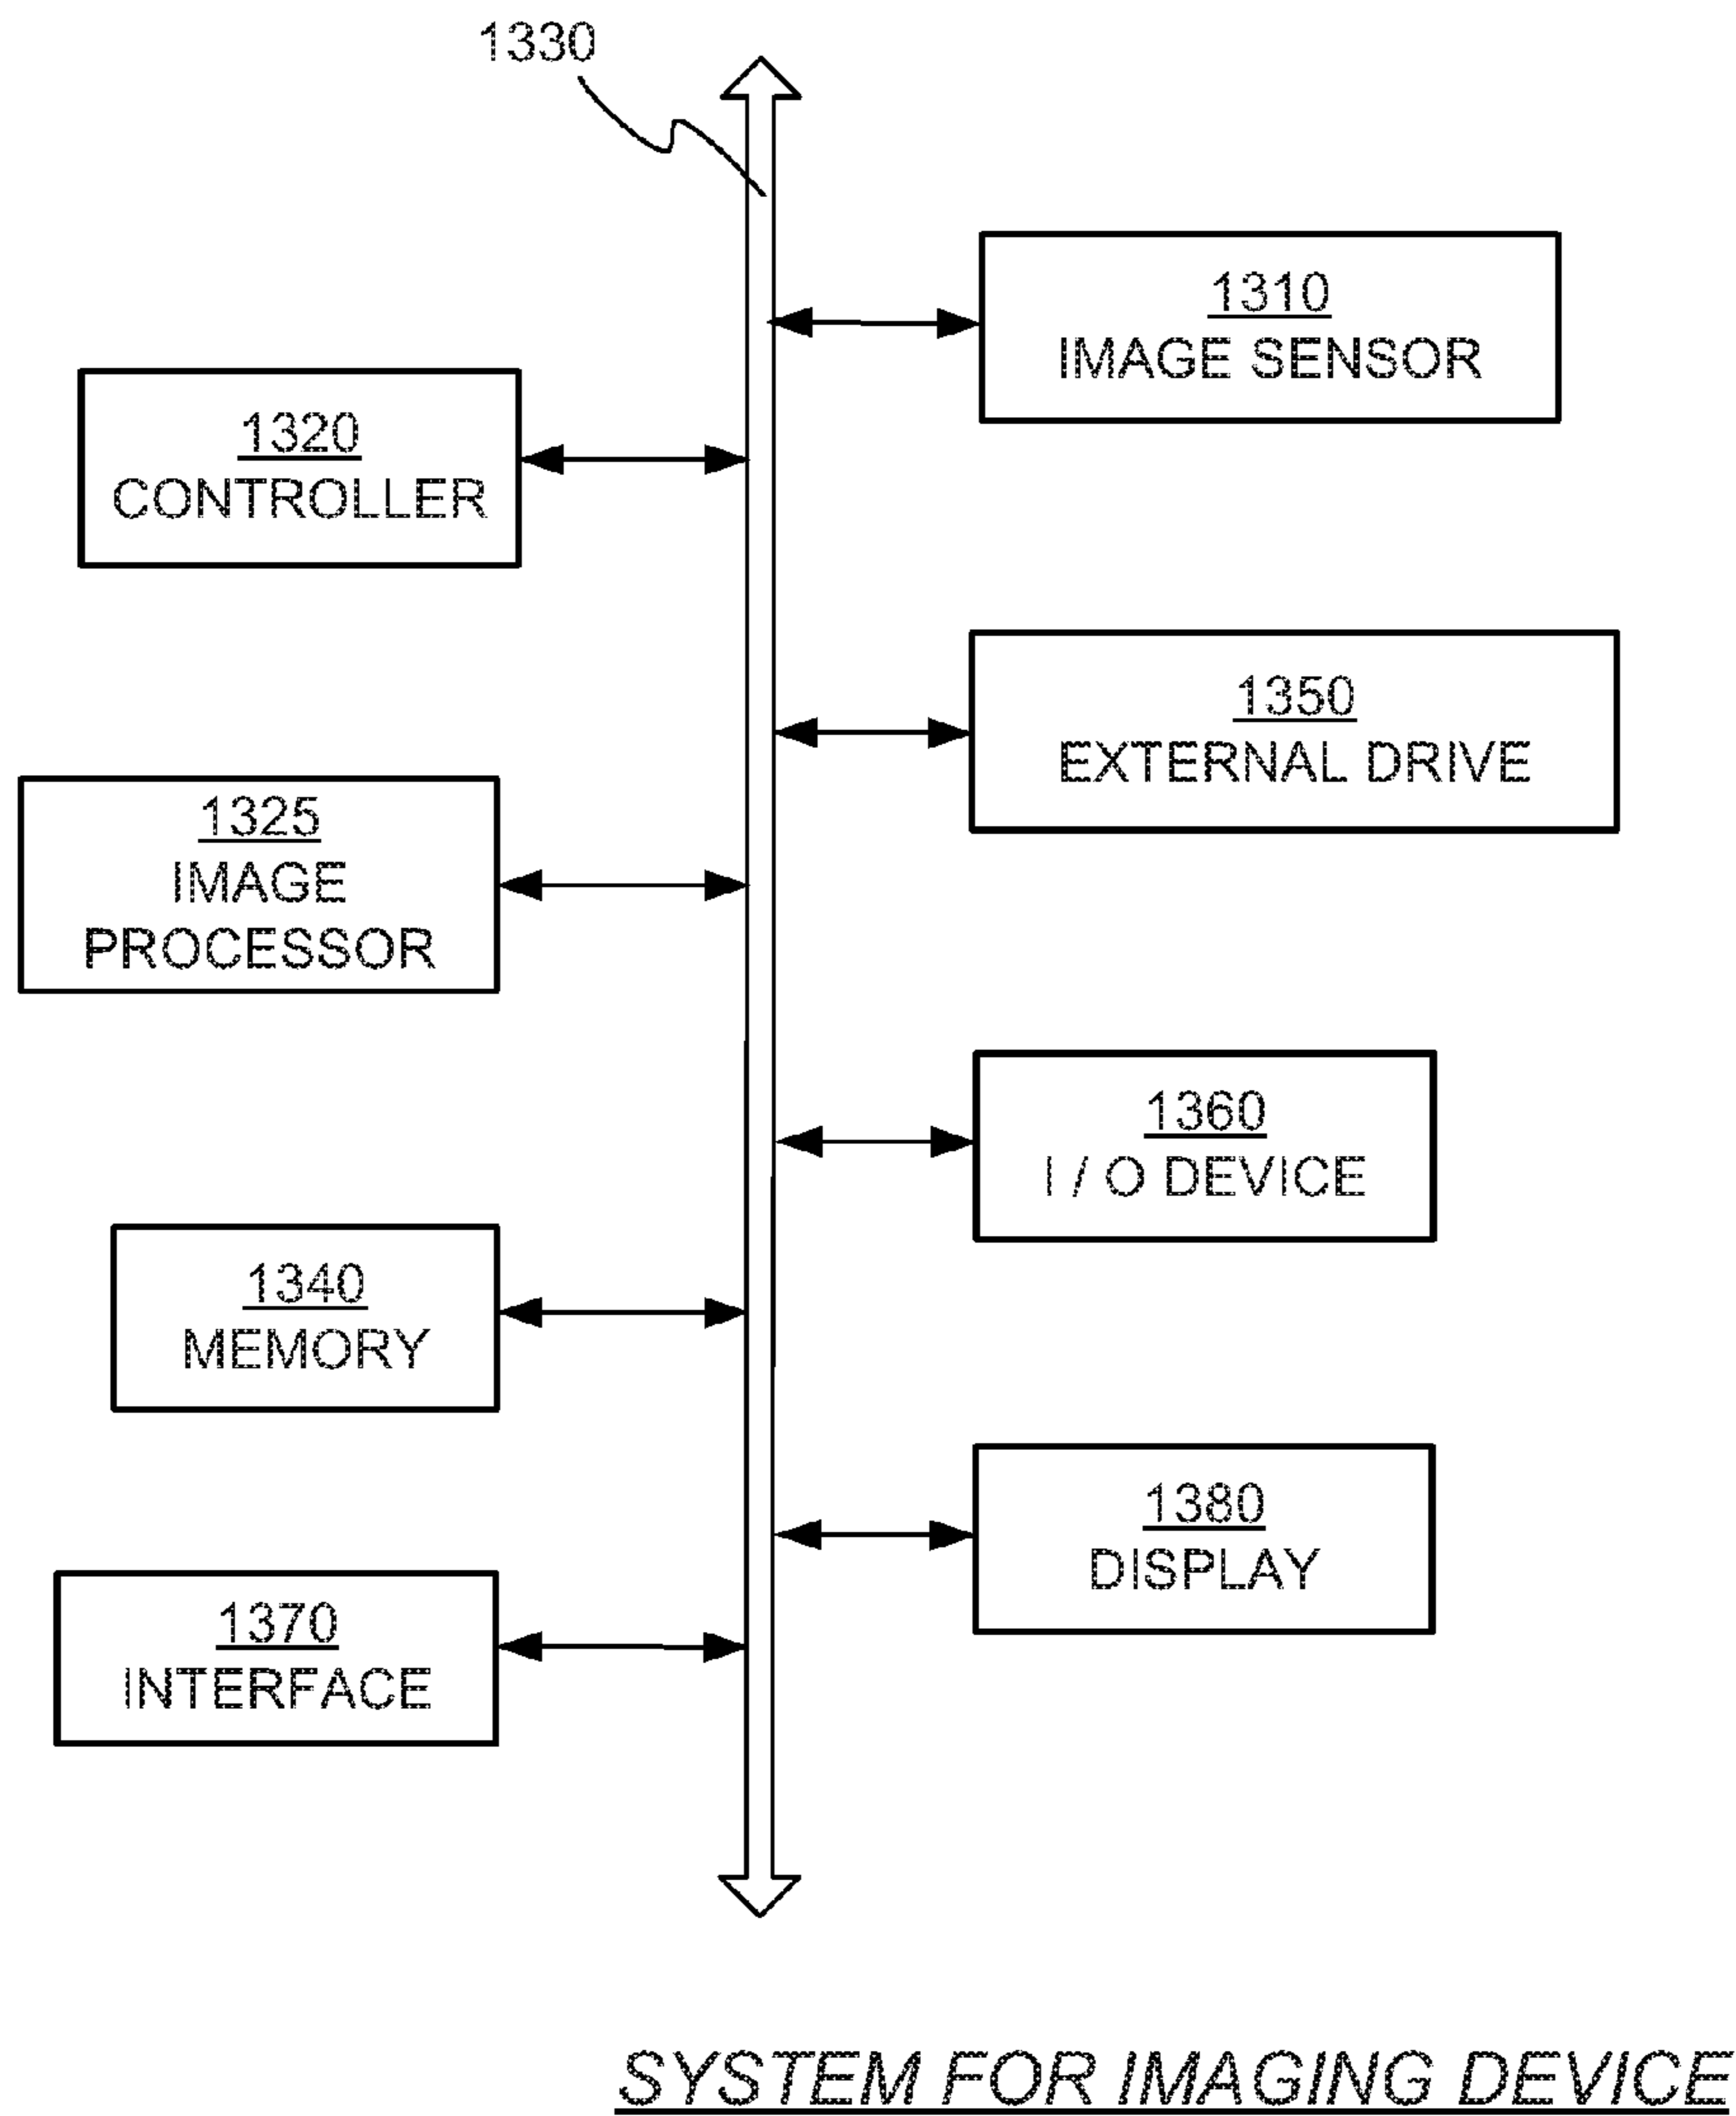 1330
1310
IMAGE SENSOR
1320
CONTROLLER
1350
EXTERNAL DRIVE
1325
IMAGE
PROCESSOR
1360
I / O DEVICE
1340
MEMORY
1380
DISPLAY
1370
INTERFACE
SYSTEM FOR IMAGING DEVICE